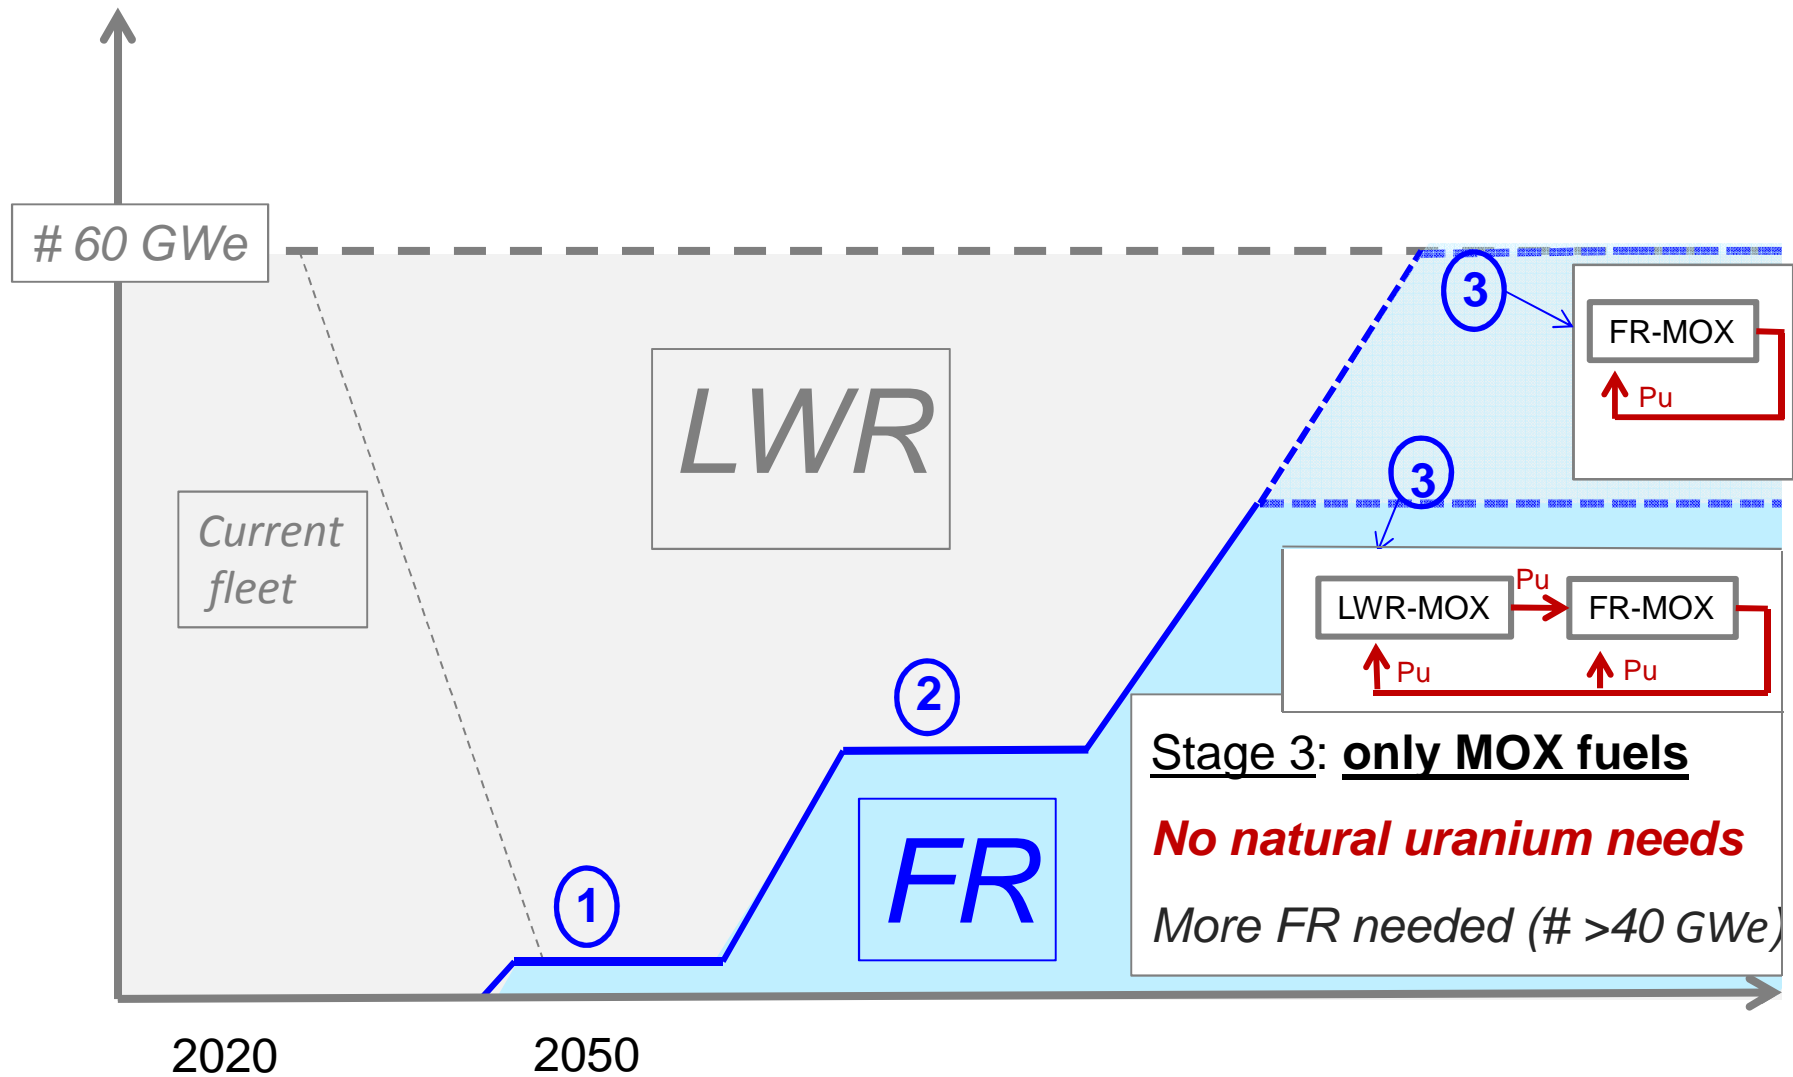 # 60 GWe
3
FR-MOX
Pu
LWR
3
Current
fleet
Pu
LWR-MOX
FR-MOX
Pu
Pu
2
Stage 3: only MOX fuels
No natural uranium needs
More FR needed (# >40 GWe)
FR
1
2020
2050